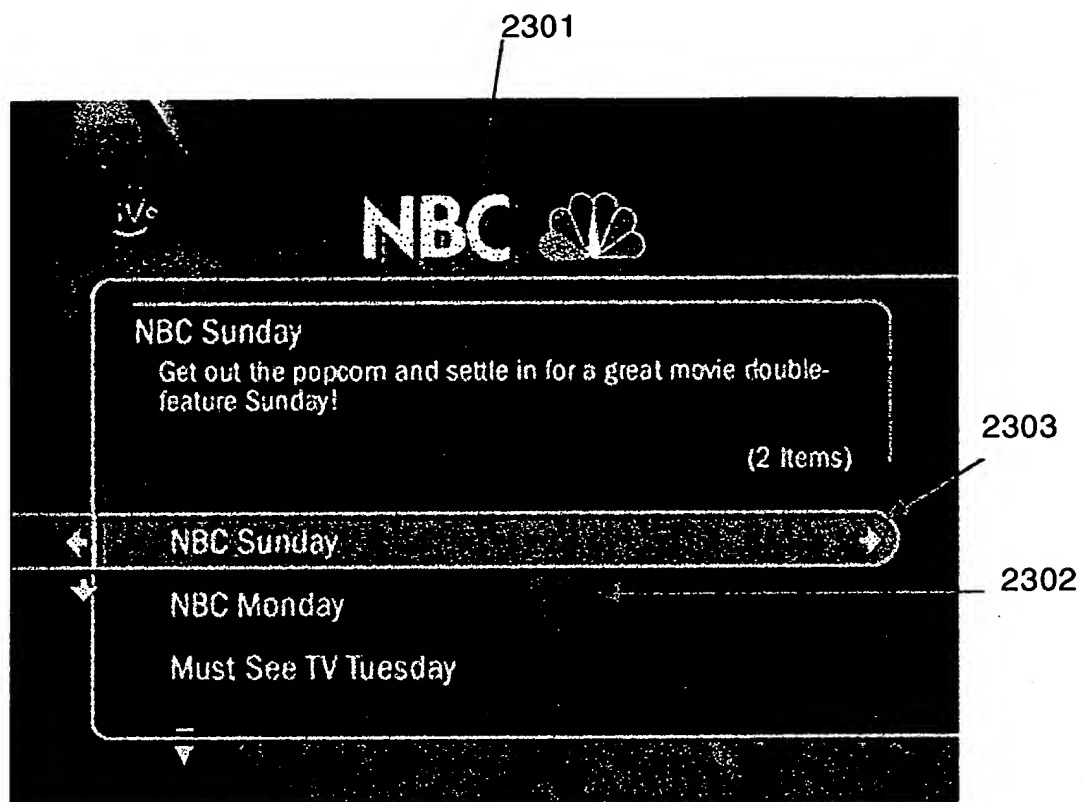 2301
NBC
NBC Sunday
Get out the popcorn and settle in for a great movie double-
feature Sunday!
(2 Items)
2303
NBC Sunday
2302
NBC Monday
Must See TV Tuesday